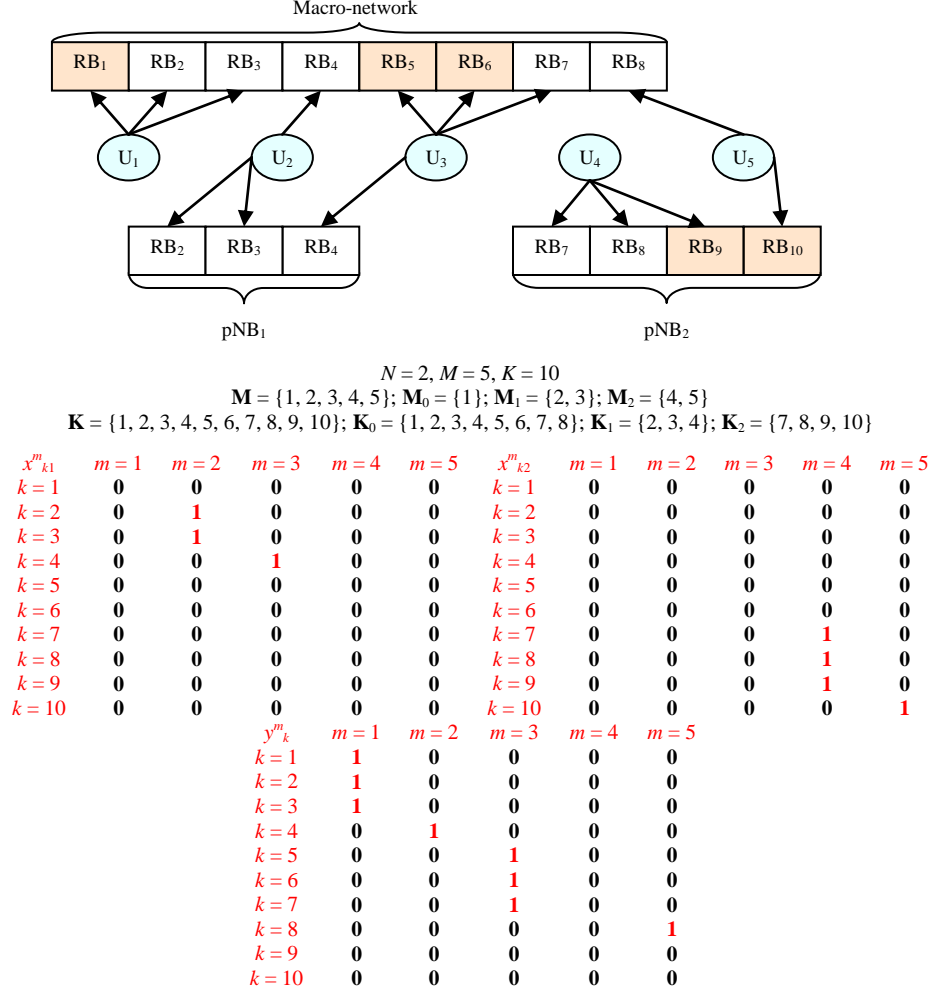 Macro-network
RB1 RB2 RB3 RB4 RB5 RB6 RB7 RB8
U1 U2 U3 U4 U5
RB2 RB3 RB4 RB7 RB8 RB9 RB10
pNB1 pNB2
N = 2, M = 5, K = 10
M = {1, 2, 3, 4, 5}; M0 = {1}; M1 = {2, 3}; M2 = {4, 5}
K = {1, 2, 3, 4, 5, 6, 7, 8, 9, 10}; K0 = {1, 2, 3, 4, 5, 6, 7, 8}; K1 = {2, 3, 4}; K2 = {7, 8, 9, 10}
x^m_k1 m = 1 m = 2 m = 3 m = 4 m = 5 x^m_k2 m = 1 m = 2 m = 3 m = 4 m = 5
k = 1 0 0 0 0 0 k = 1 0 0 0 0 0
k = 2 0 1 0 0 0 k = 2 0 0 0 0 0
k = 3 0 1 0 0 0 k = 3 0 0 0 0 0
k = 4 0 0 1 0 0 k = 4 0 0 0 0 0
k = 5 0 0 0 0 0 k = 5 0 0 0 0 0
k = 6 0 0 0 0 0 k = 6 0 0 0 0 0
k = 7 0 0 0 0 0 k = 7 0 0 0 1 0
k = 8 0 0 0 0 0 k = 8 0 0 0 1 0
k = 9 0 0 0 0 0 k = 9 0 0 0 1 0
k = 10 0 0 0 0 0 k = 10 0 0 0 0 1
y^m_k m = 1 m = 2 m = 3 m = 4 m = 5
k = 1 1 0 0 0 0
k = 2 1 0 0 0 0
k = 3 1 0 0 0 0
k = 4 0 1 0 0 0
k = 5 0 0 1 0 0
k = 6 0 0 1 0 0
k = 7 0 0 1 0 0
k = 8 0 0 0 0 1
k = 9 0 0 0 0 0
k = 10 0 0 0 0 0